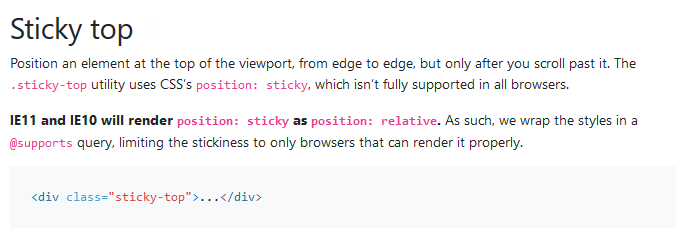 Sticky top
Position an element at the top of the viewport, from edge to edge, but only after you scroll past it. The
.sticky-top utility uses CSS’s position: sticky, which isn’t fully supported in all browsers.
IE11 and IE10 will render position: sticky as position: relative. As such, we wrap the styles in a
@supports query, limiting the stickiness to only browsers that can render it properly.
<div class="sticky-top">...</div>